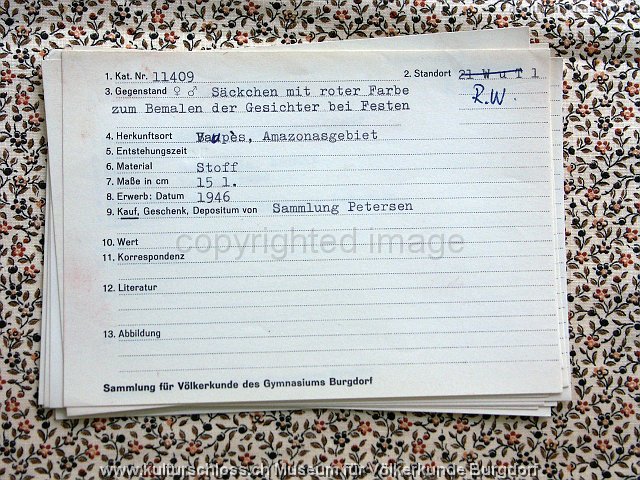 1. Kat. Nr. 11409 2. Standort 21 W u f 1
3. Gegenstand ♀ ♂ Säckchen mit roter Farbe R.W.
zum Bemalen der Gesichter bei Festen
4. Herkunftsort Vaupès, Amazonasgebiet
5. Entstehungszeit
6. Material Stoff
7. Maße in cm 15 l.
8. Erwerb: Datum 1946
9. Kauf, Geschenk, Depositum von Sammlung Petersen
10. Wert
copyrighted image
11. Korrespondenz
12. Literatur
13. Abbildung
Sammlung für Völkerkunde des Gymnasiums Burgdorf
www.kulturschloss.ch Museum für Völkerkunde Burgdorf